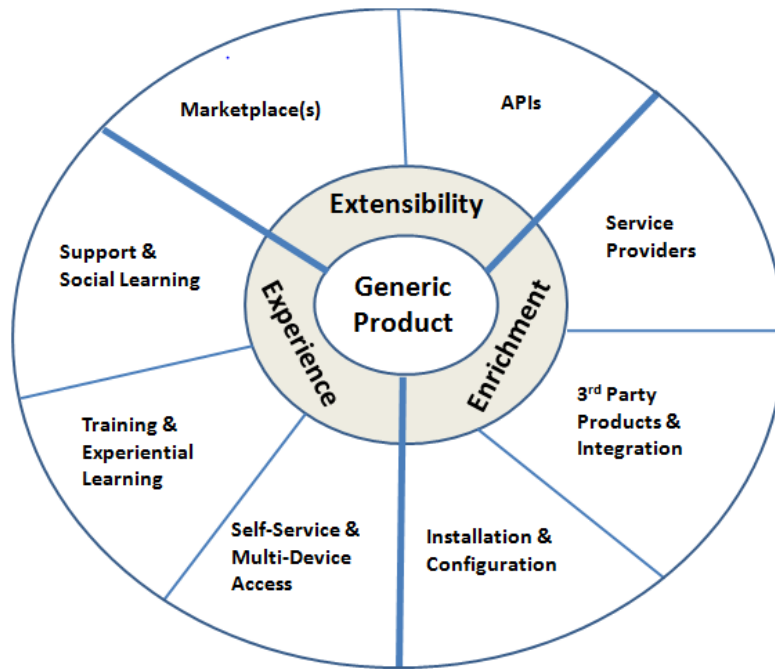 Marketplace(s)
APIs
Extensibility
Service
Providers
Support &
Social Learning
Generic
Product
Experience
Enrichment
3rd Party
Products &
Integration
Training &
Experiential
Learning
Self-Service &
Multi-Device
Access
Installation &
Configuration